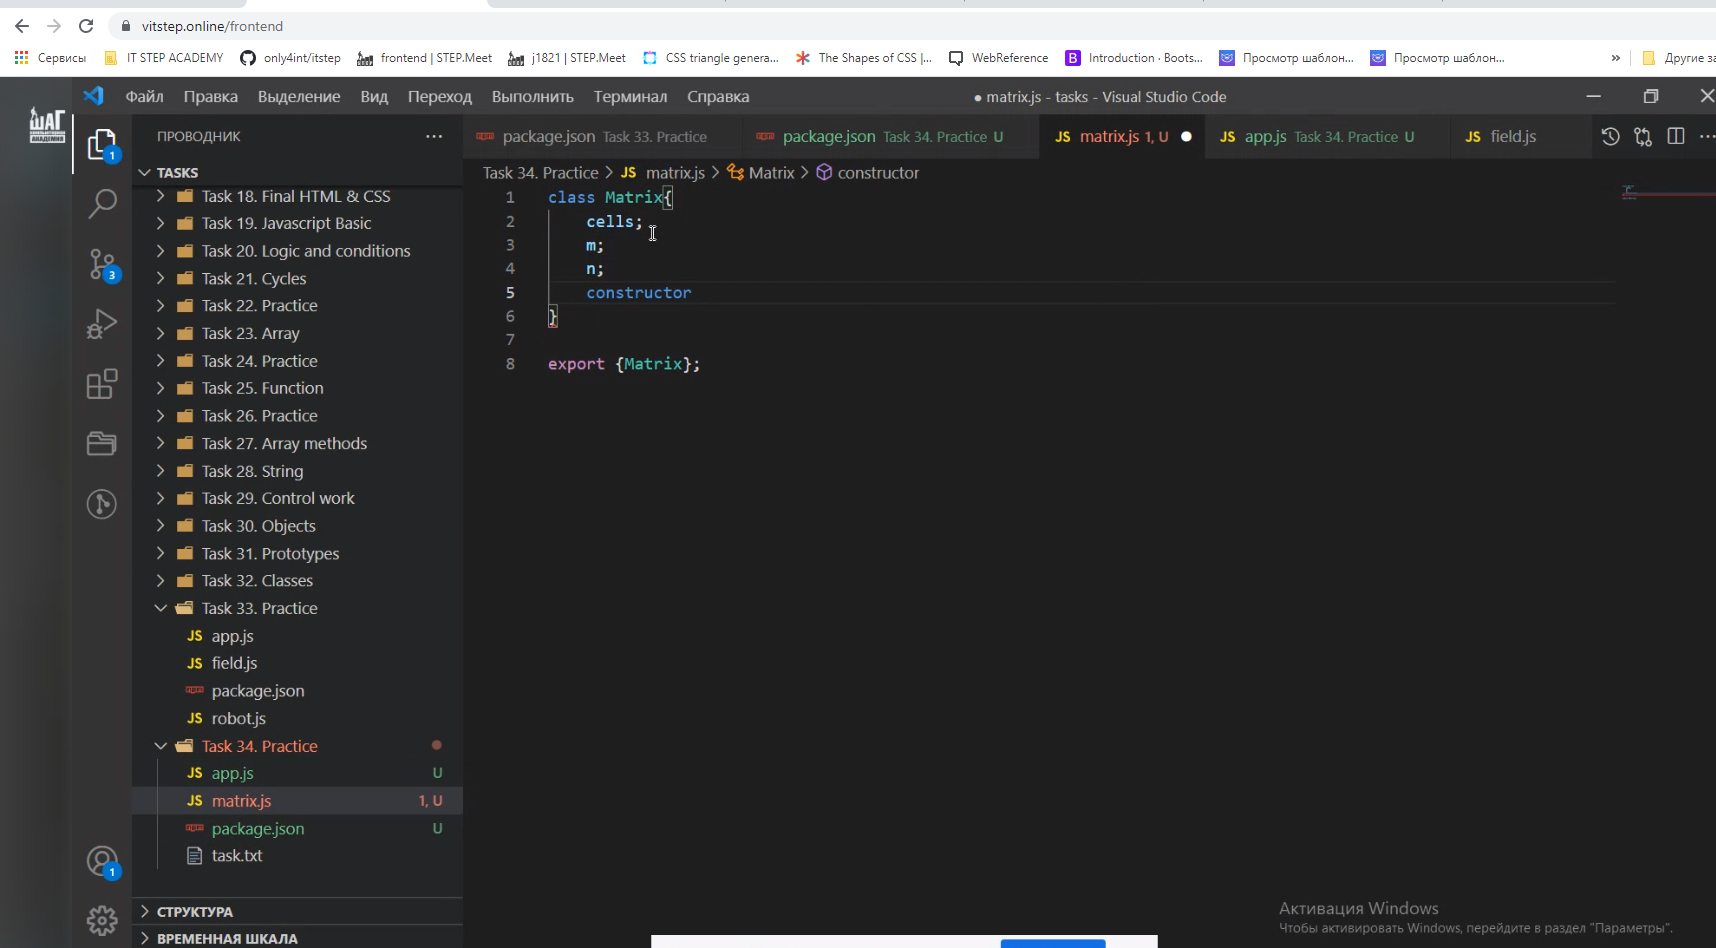 vitstep.online/frontend
Сервисы IT STEP ACADEMY only4int/itstep frontend | STEP.Meet j1821 | STEP.Meet CSS triangle genera... The Shapes of CSS |... WebReference B Introduction · Boots... Просмотр шаблон... Просмотр шаблон... » Другие за
ШАГ
КОМПЬЮТЕРНАЯ АКАДЕМИЯ
Файл Правка Выделение Вид Переход Выполнить Терминал Справка ● matrix.js - tasks - Visual Studio Code
ПРОВОДНИК ···
package.json Task 33. Practice package.json Task 34. Practice U JS matrix.js 1, U JS app.js Task 34. Practice U JS field.js
Task 34. Practice > JS matrix.js > Matrix > constructor
TASKS
Task 18. Final HTML & CSS
Task 19. Javascript Basic
Task 20. Logic and conditions
Task 21. Cycles
Task 22. Practice
Task 23. Array
Task 24. Practice
Task 25. Function
Task 26. Practice
Task 27. Array methods
Task 28. String
Task 29. Control work
Task 30. Objects
Task 31. Prototypes
Task 32. Classes
Task 33. Practice
JS app.js
JS field.js
package.json
JS robot.js
Task 34. Practice
JS app.js U
JS matrix.js 1, U
package.json U
task.txt
СТРУКТУРА
ВРЕМЕННАЯ ШКАЛА
1
3
1
1 class Matrix{
2 cells;
3 m;
4 n;
5 constructor
6 }
7
8 export {Matrix};
Активация Windows
Чтобы активировать Windows, перейдите в раздел "Параметры".